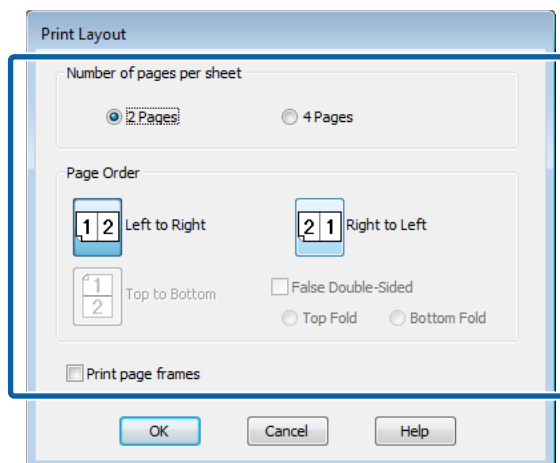 Print Layout
Number of pages per sheet
2 Pages 4 Pages
Page Order
1 2 Left to Right 2 1 Right to Left
1
2 Top to Bottom False Double-Sided
Top Fold Bottom Fold
Print page frames
OK Cancel Help